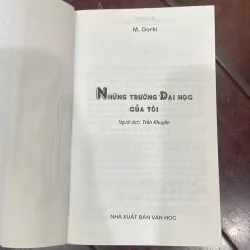 M. Gorki
NHỮNG TRƯỜNG ĐẠI HỌC
CỦA TÔI
Người dịch: Trần Khuyến
NHÀ XUẤT BẢN VĂN HỌC